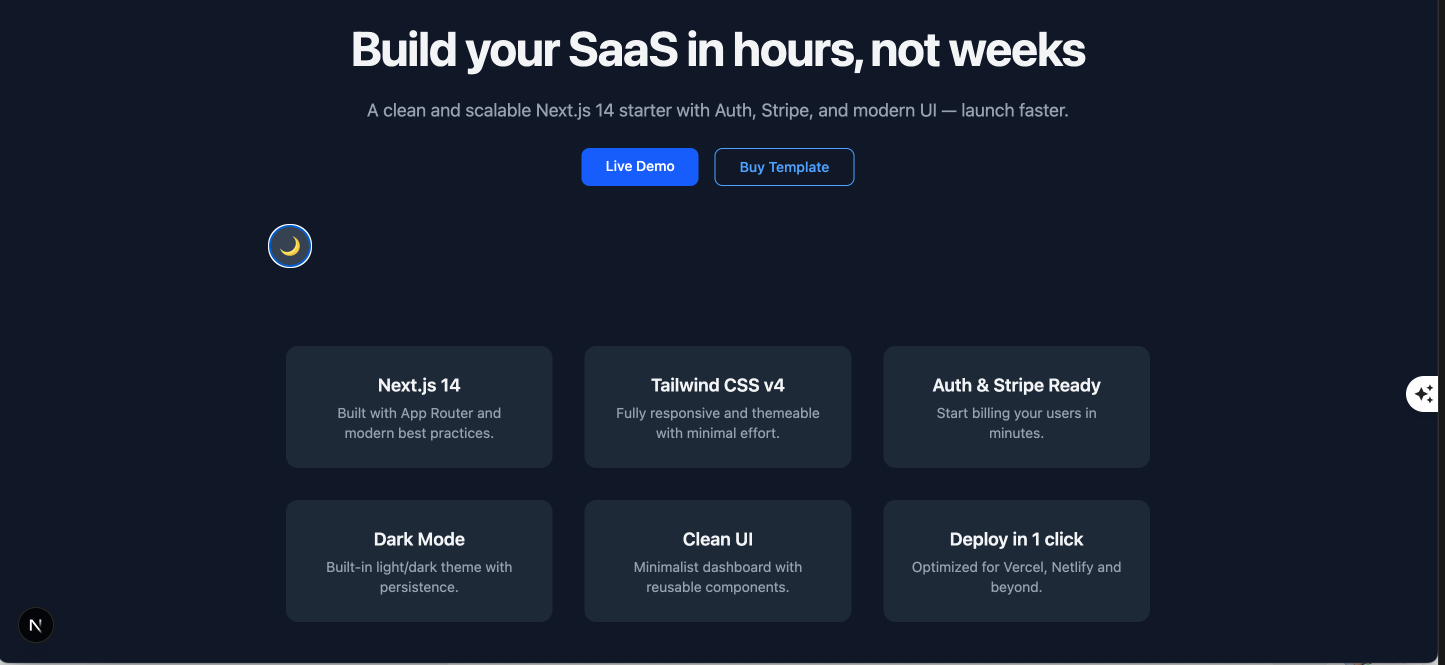 Build your SaaS in hours, not weeks
A clean and scalable Next.js 14 starter with Auth, Stripe, and modern UI — launch faster.
Live Demo
Buy Template
Next.js 14
Built with App Router and
modern best practices.
Tailwind CSS v4
Fully responsive and themeable
with minimal effort.
Auth & Stripe Ready
Start billing your users in
minutes.
Dark Mode
Built-in light/dark theme with
persistence.
Clean UI
Minimalist dashboard with
reusable components.
Deploy in 1 click
Optimized for Vercel, Netlify and
beyond.
N